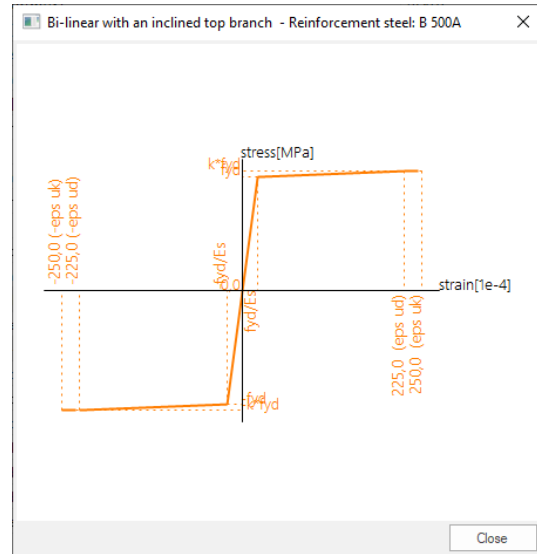 Bi-linear with an inclined top branch - Reinforcement steel: B 500A
stress[MPa]
k*fyd
fyd
-250,0 (-eps uk)
-225,0 (-eps ud)
-fyd/Es
0,0
fyd/Es
strain[1e-4]
225,0 (eps ud)
250,0 (eps uk)
-fyd
-k*fyd
Close